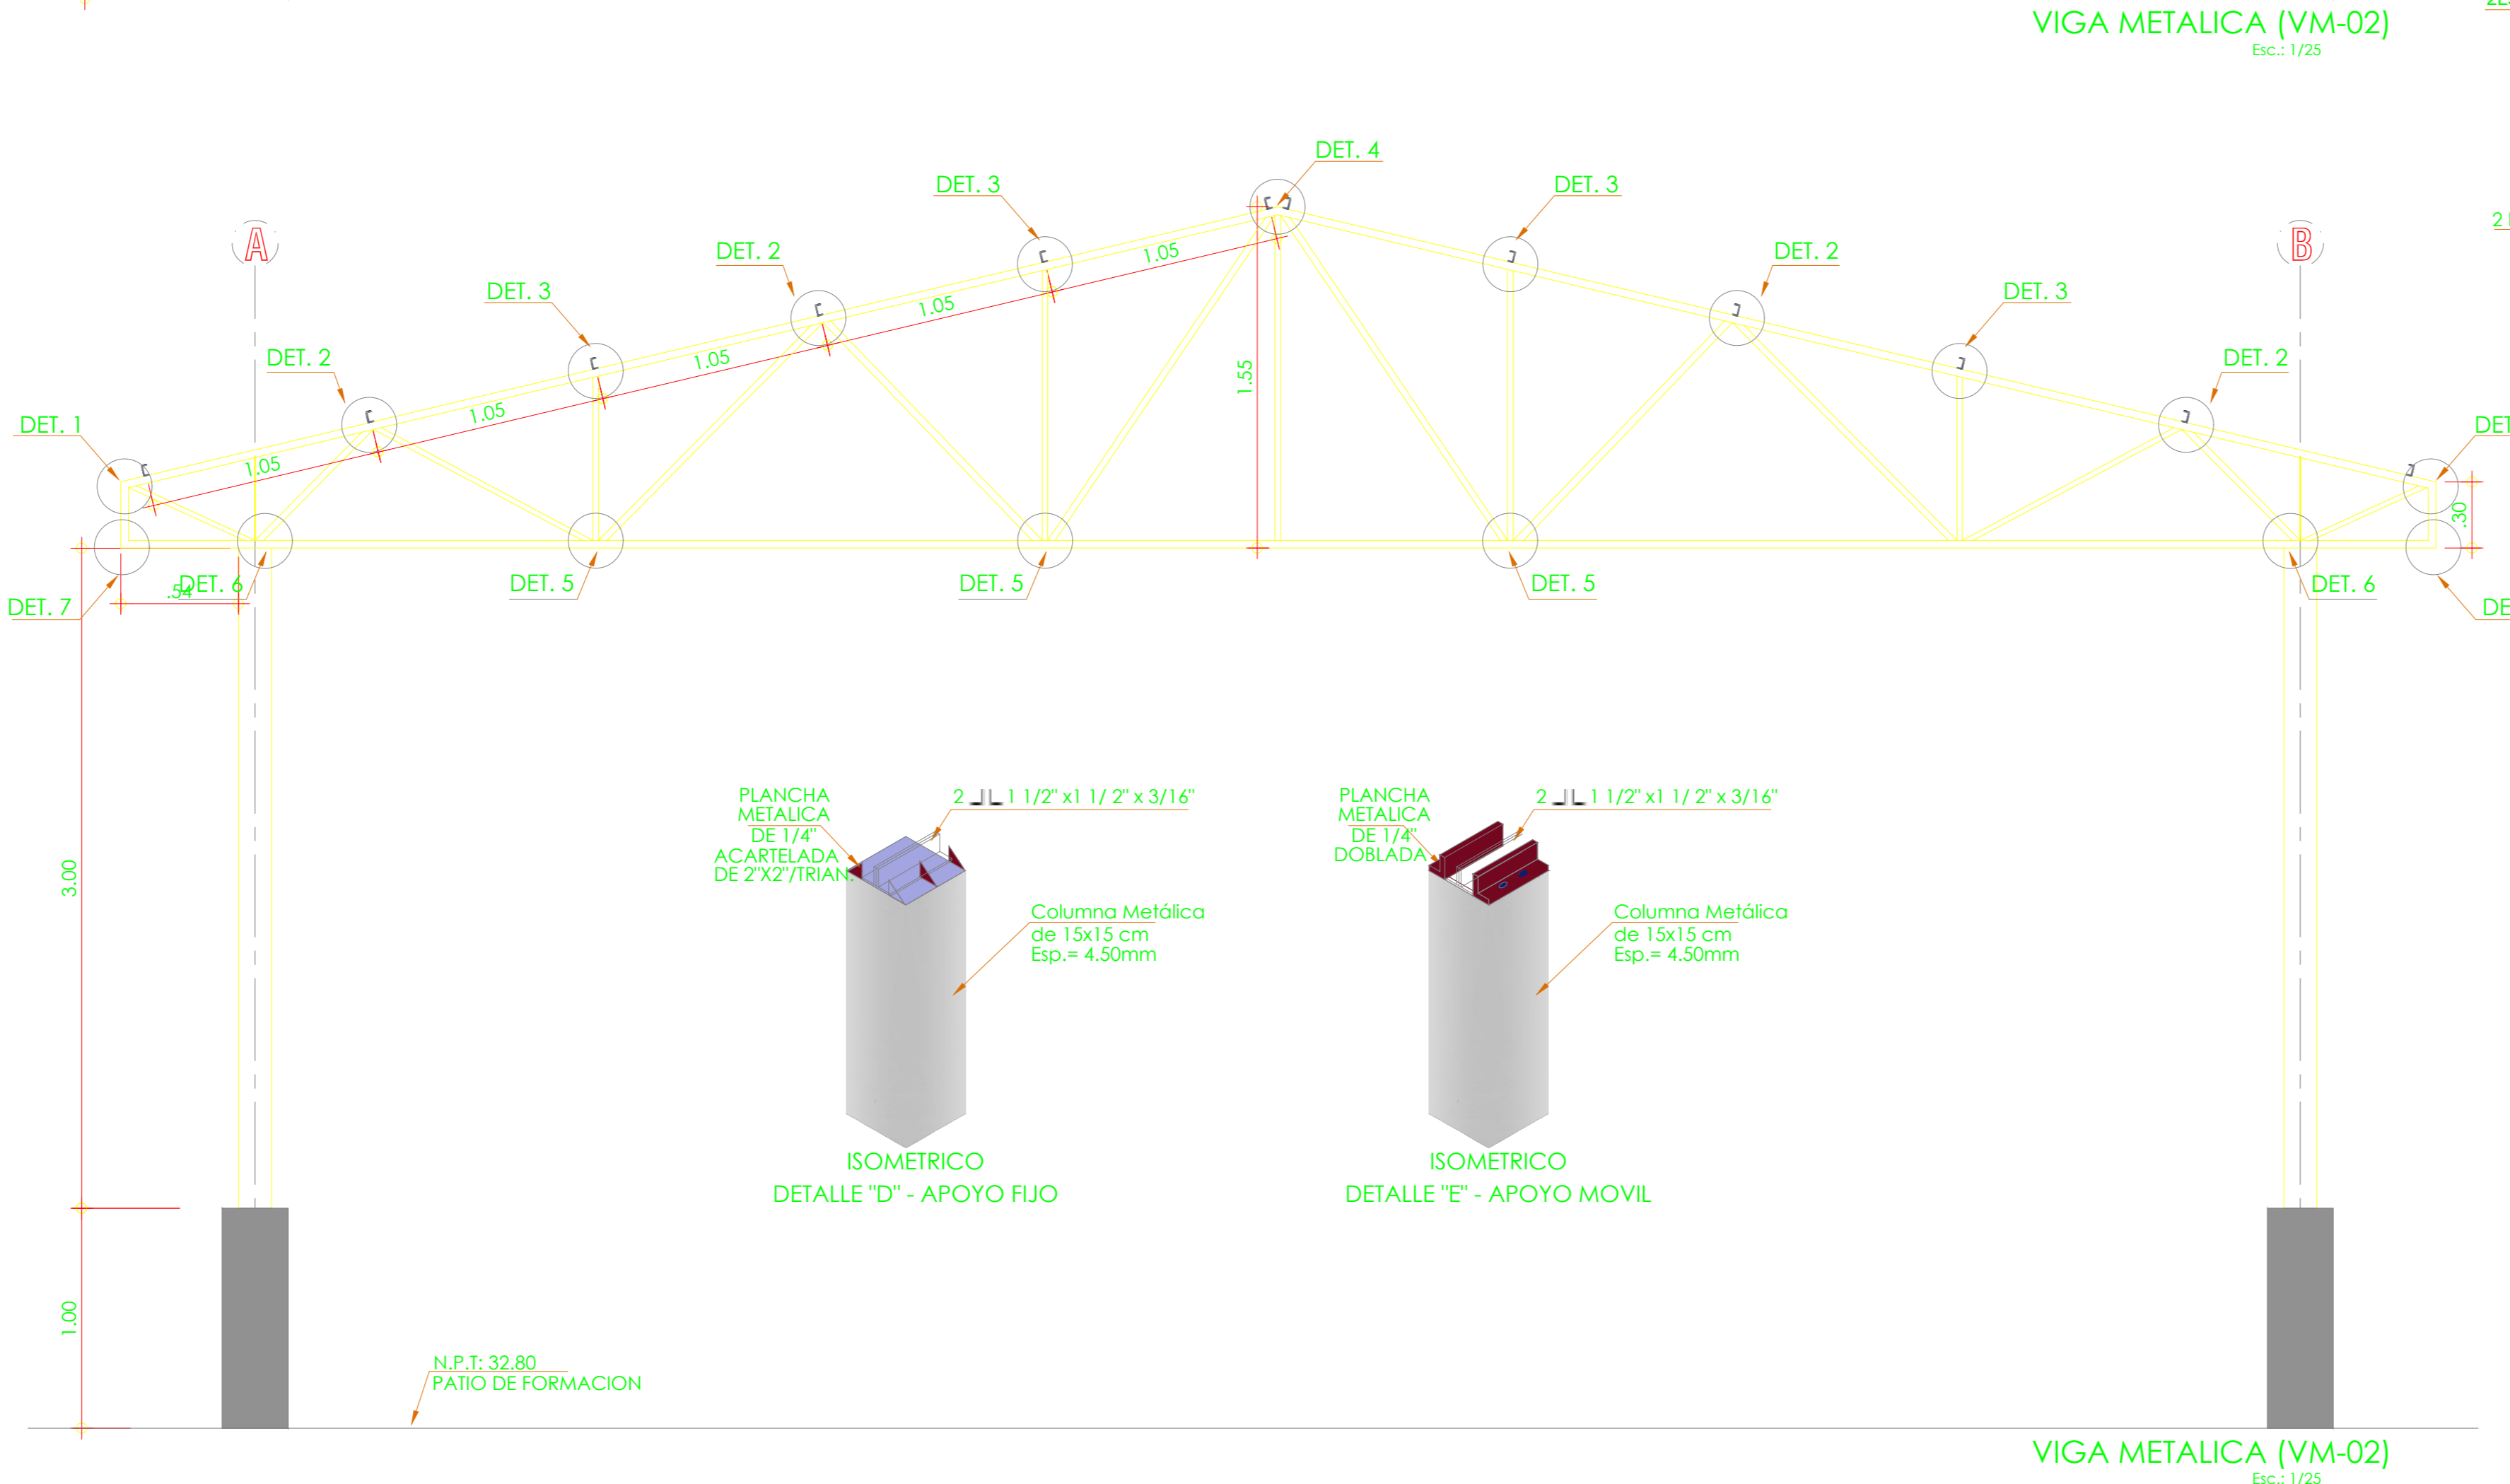 VIGA METALICA (VM-02)
Esc.: 1/25
DET. 4
DET. 3
DET. 3
A
B
DET. 2
DET. 2
1.05
DET. 3
DET. 3
1.05
DET. 2
1.05
1.55
DET. 2
1.05
DET. 1
1.05
.30
DET. 7
.54
DET. 6
DET. 5
DET. 5
DET. 5
DET. 6
3.00
PLANCHA
METALICA
DE 1/4"
ACARTELADA
DE 2"X2"/TRIAN.
2 1 1/2" x1 1/ 2" x 3/16"
Columna Metálica
de 15x15 cm
Esp.= 4.50mm
ISOMETRICO
DETALLE "D" - APOYO FIJO
PLANCHA
METALICA
DE 1/4"
DOBLADA
2 1 1/2" x1 1/ 2" x 3/16"
Columna Metálica
de 15x15 cm
Esp.= 4.50mm
ISOMETRICO
DETALLE "E" - APOYO MOVIL
1.00
N.P.T: 32.80
PATIO DE FORMACION
VIGA METALICA (VM-02)
Esc.: 1/25